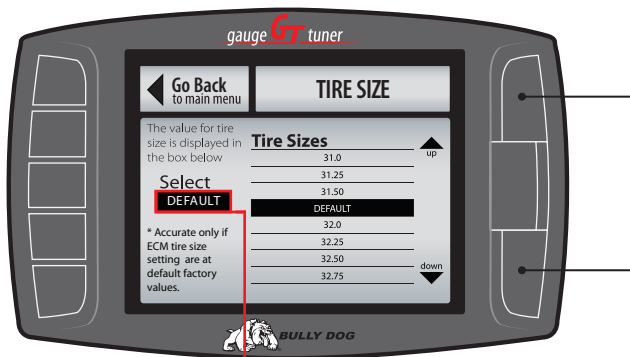 gauge GT tuner
Go Back
to main menu
TIRE SIZE
The value for tire
size is displayed in
the box below
Select
DEFAULT
* Accurate only if
ECM tire size
setting are at
default factory
values.
Tire Sizes
31.0
31.25
31.50
DEFAULT
32.0
32.25
32.50
32.75
up
down
BULLY DOG